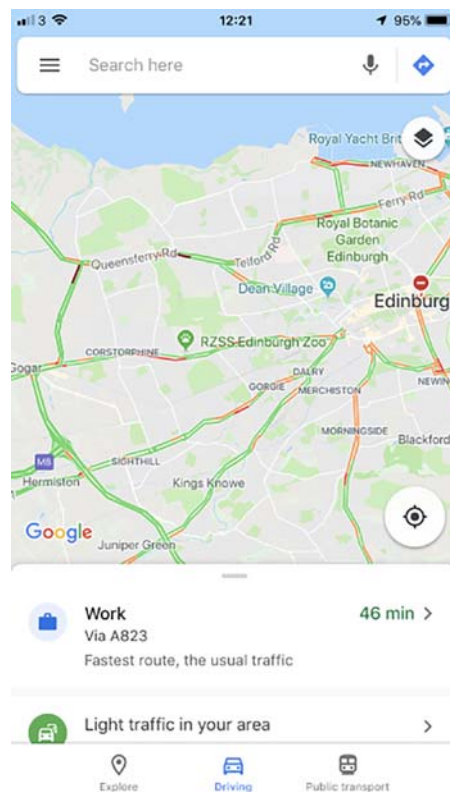 3 12:21 95%
Search here
Royal Yacht Brit
NEWHAVEN
Ferry Rd
Royal Botanic
Garden
Edinburgh
Queensferry Rd
Telford Rd
Dean Village
Edinburg
RZSS Edinburgh Zoo
CORSTORPHINE
Gogar
DALRY
GORGIE
MERCHISTON
NEWIN
MORNINGSIDE
Blackford
M8
SIGHTHILL
Hermiston
Kings Knowe
Google
Juniper Green
Work
46 min
Via A823
Fastest route, the usual traffic
Light traffic in your area
Explore Driving Public transport